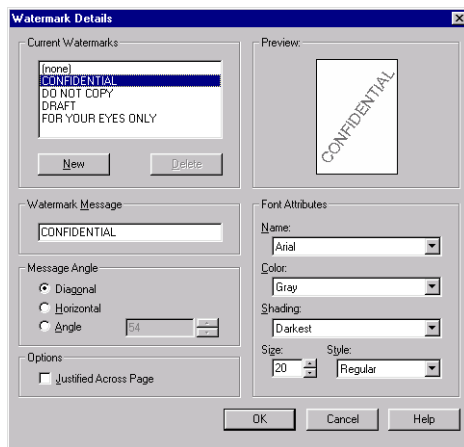 Watermark Details
Current Watermarks
(none)
CONFIDENTIAL
DO NOT COPY
DRAFT
FOR YOUR EYES ONLY
New
Delete
Preview:
CONFIDENTIAL
Watermark Message
CONFIDENTIAL
Message Angle
Diagonal
Horizontal
Angle
54
Options
Justified Across Page
Font Attributes
Name:
Arial
Color:
Gray
Shading:
Darkest
Size: Style:
20 Regular
OK Cancel Help